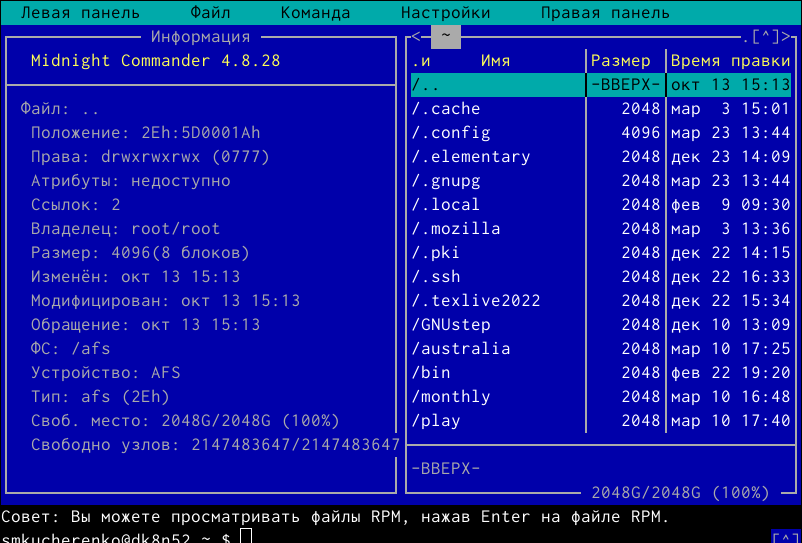 Левая панель Файл Команда Настройки Правая панель
Информация
Midnight Commander 4.8.28
Файл: ..
Положение: 2Eh:5D0001Ah
Права: drwxrwxrwx (0777)
Атрибуты: недоступно
Ссылок: 2
Владелец: root/root
Размер: 4096(8 блоков)
Изменён: окт 13 15:13
Модифицирован: окт 13 15:13
Обращение: окт 13 15:13
ФС: /afs
Устройство: AFS
Тип: afs (2Eh)
Своб. место: 2048G/2048G (100%)
Свободно узлов: 2147483647/2147483647
<- ~ .[^]>
.и Имя Размер Время правки
/.. -ВВЕРХ- окт 13 15:13
/.cache 2048 мар 3 15:01
/.config 4096 мар 23 13:44
/.elementary 2048 дек 23 14:09
/.gnupg 2048 мар 23 13:44
/.local 2048 фев 9 09:30
/.mozilla 2048 мар 3 13:36
/.pki 2048 дек 22 14:15
/.ssh 2048 дек 22 16:33
/.texlive2022 2048 дек 22 15:34
/GNUstep 2048 дек 10 13:09
/australia 2048 мар 10 17:25
/bin 2048 фев 22 19:20
/monthly 2048 мар 10 16:48
/play 2048 мар 10 17:40
-ВВЕРХ-
2048G/2048G (100%)
Совет: Вы можете просматривать файлы RPM, нажав Enter на файле RPM.
smkucherenko@dk8n52 ~ $ [^]